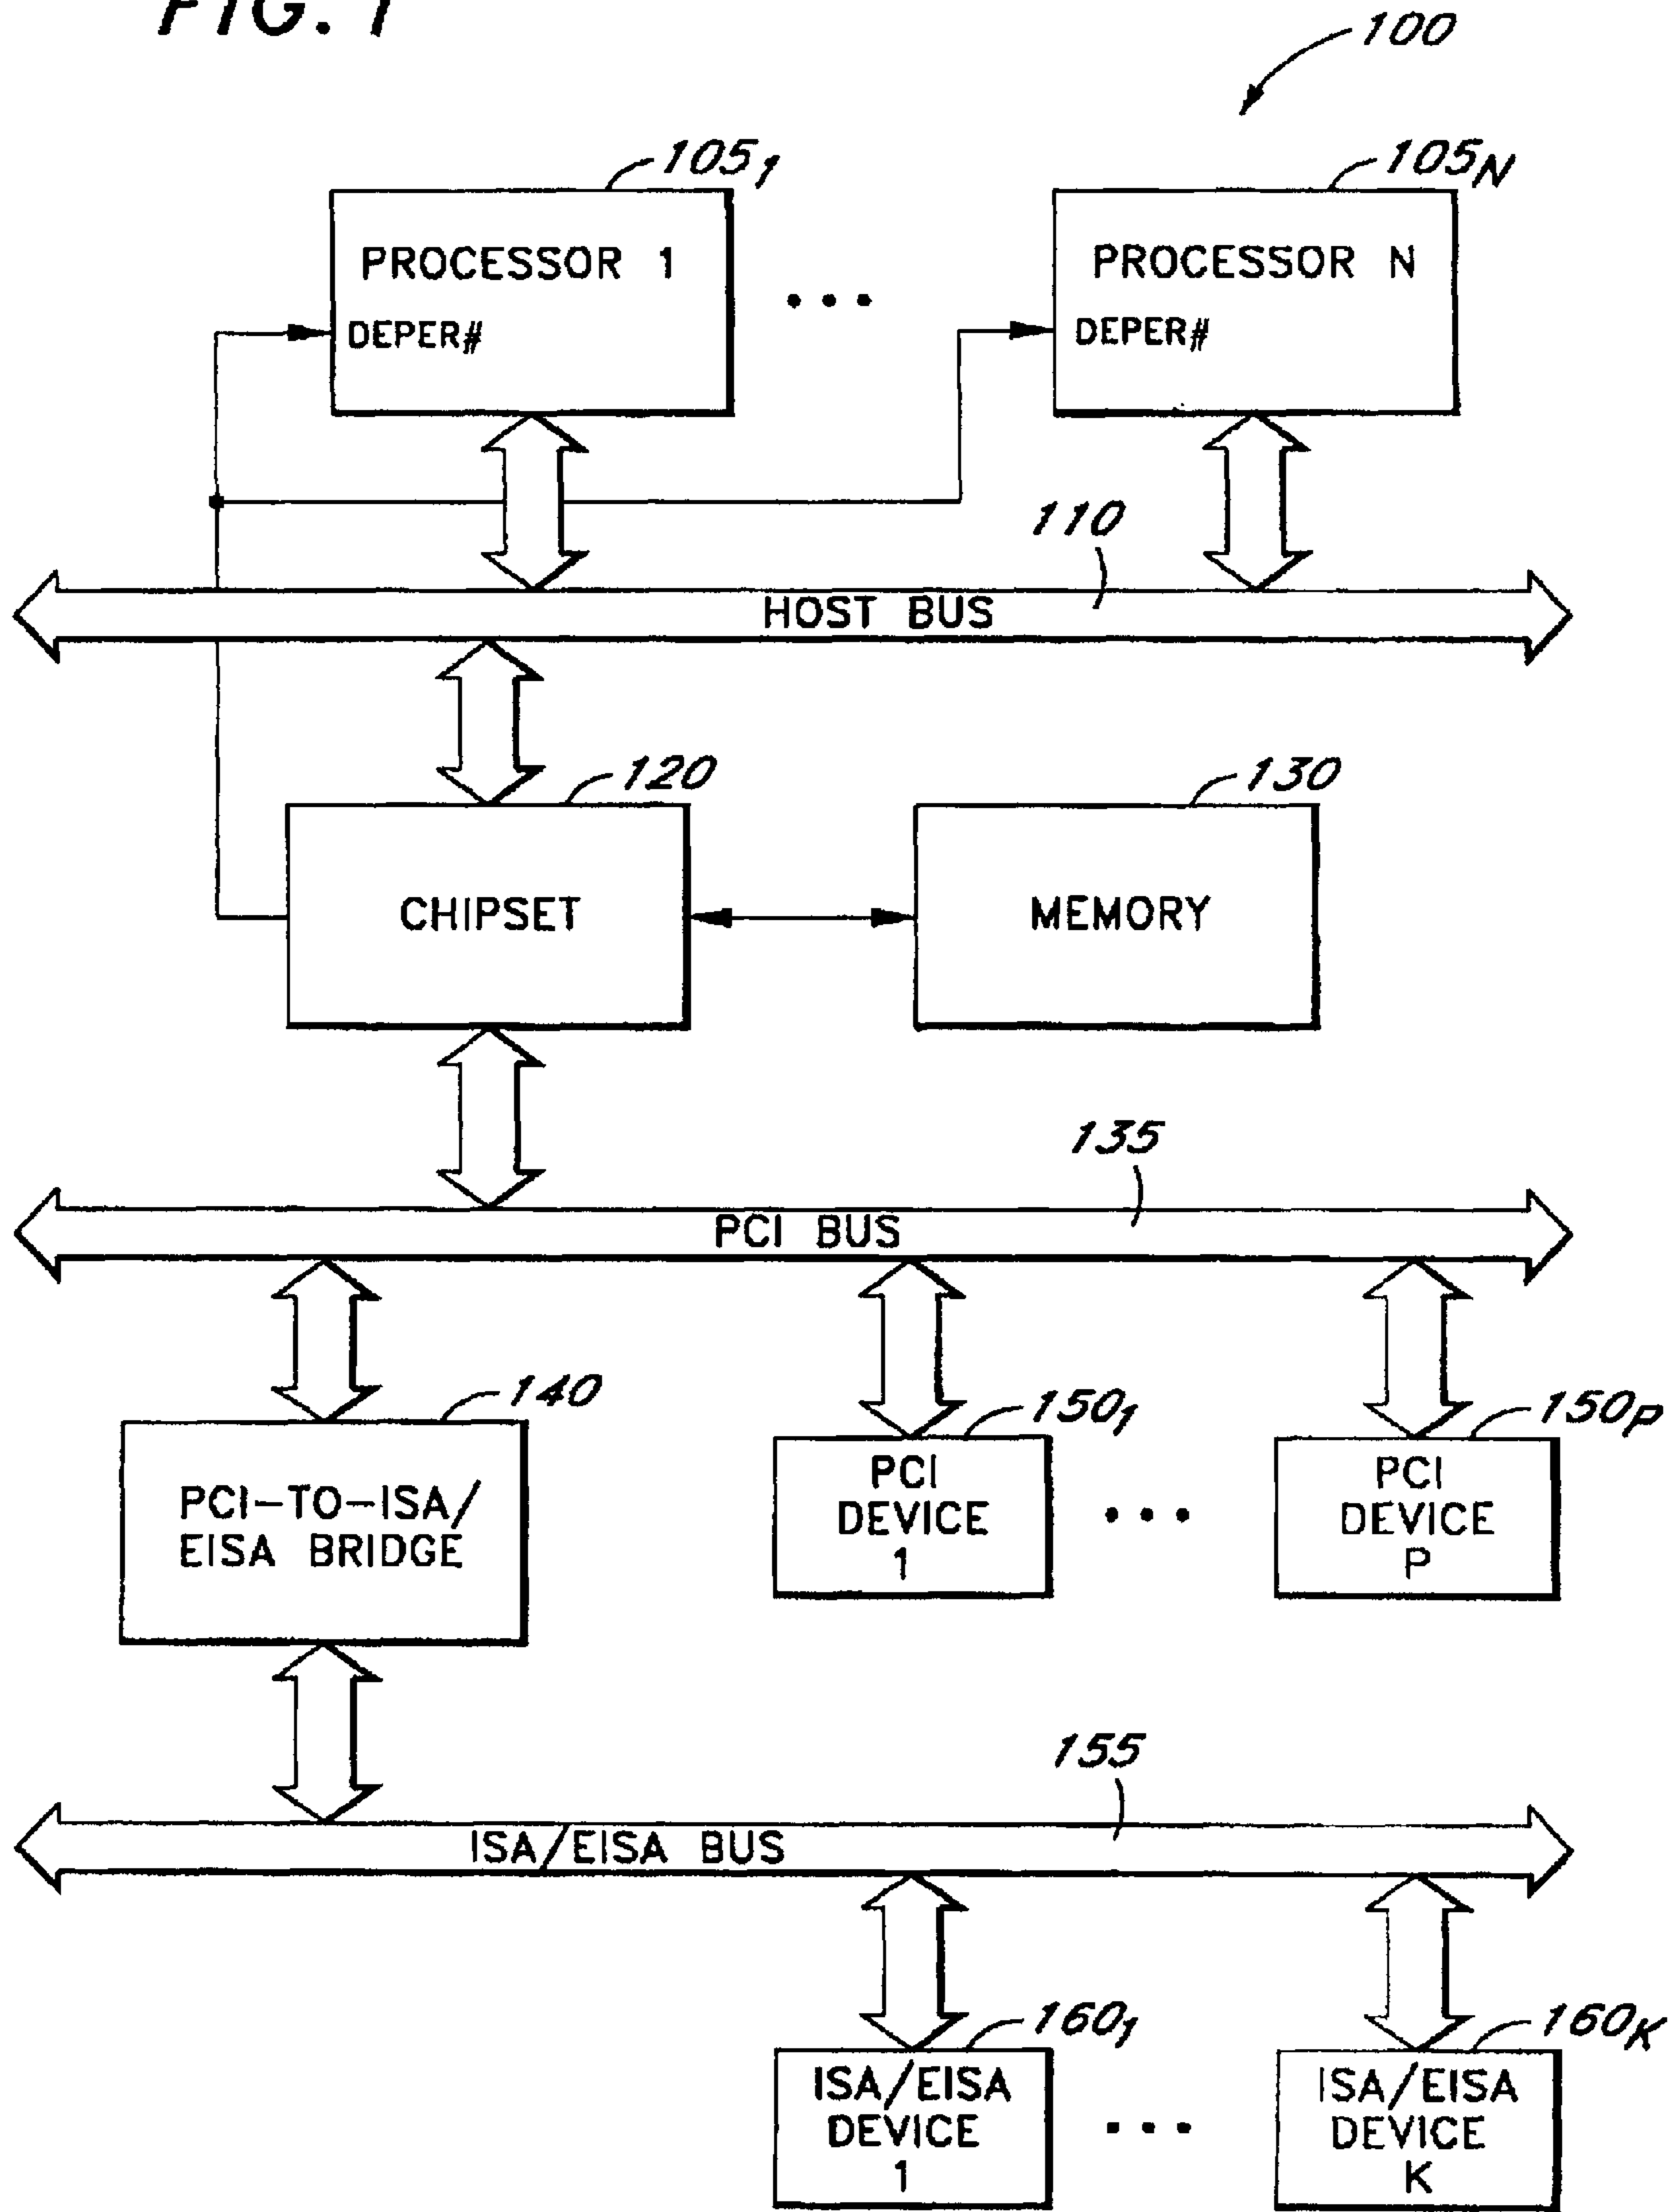 FIG. 1
100
105₁
105N
PROCESSOR 1
DEPER#
PROCESSOR N
DEPER#
110
HOST BUS
120
130
CHIPSET
MEMORY
135
PCI BUS
140
150₁
150P
PCI-TO-ISA/
EISA BRIDGE
PCI
DEVICE
1
PCI
DEVICE
P
155
ISA/EISA BUS
160₁
160K
ISA/EISA
DEVICE
1
ISA/EISA
DEVICE
K